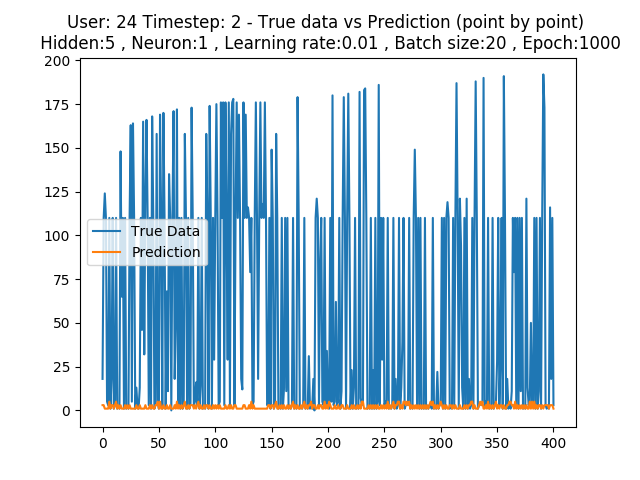 User: 24 Timestep: 2 - True data vs Prediction (point by point)
Hidden:5 , Neuron:1 , Learning rate:0.01 , Batch size:20 , Epoch:1000
200
175
150
125
100
75
50
25
0
True Data
Prediction
0 50 100 150 200 250 300 350 400